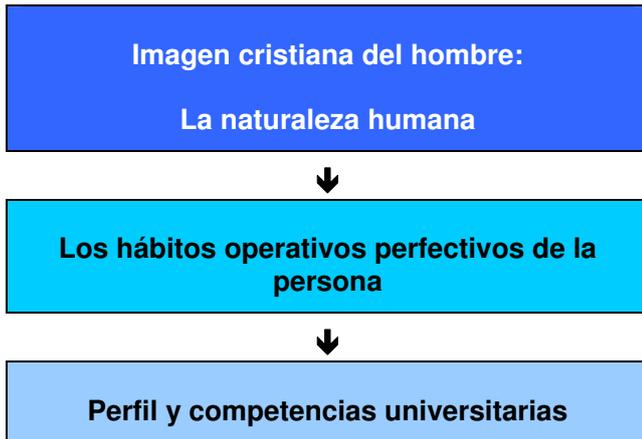 Imagen cristiana del hombre:
La naturaleza humana
Los hábitos operativos perfectivos de la
persona
Perfil y competencias universitarias